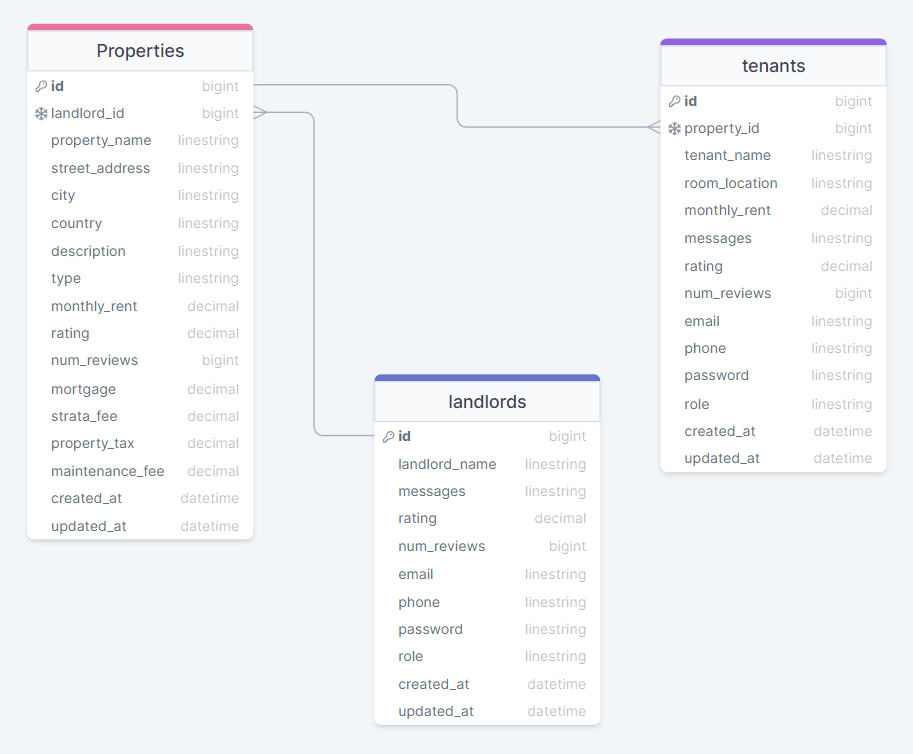 Properties
id bigint
landlord_id bigint
property_name linestring
street_address linestring
city linestring
country linestring
description linestring
type linestring
monthly_rent decimal
rating decimal
num_reviews bigint
mortgage decimal
strata_fee decimal
property_tax decimal
maintenance_fee decimal
created_at datetime
updated_at datetime
tenants
id bigint
property_id bigint
tenant_name linestring
room_location linestring
monthly_rent decimal
messages linestring
rating decimal
num_reviews bigint
email linestring
phone linestring
password linestring
role linestring
created_at datetime
updated_at datetime
landlords
id bigint
landlord_name linestring
messages linestring
rating decimal
num_reviews bigint
email linestring
phone linestring
password linestring
role linestring
created_at datetime
updated_at datetime